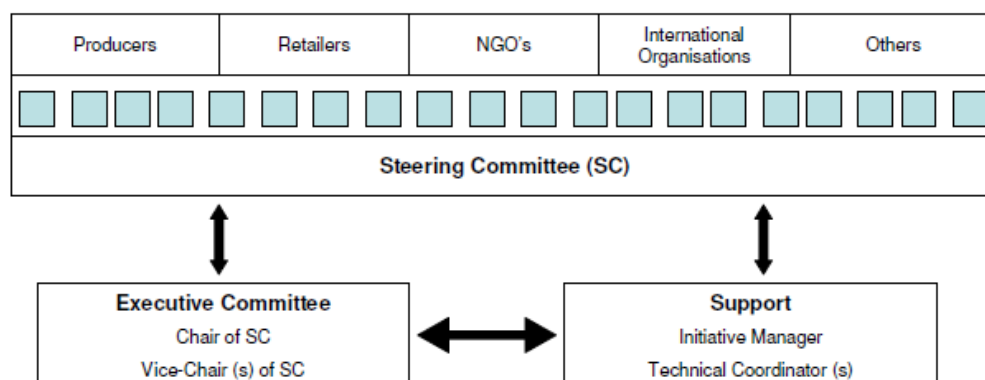 Producers
Retailers
NGO's
International
Organisations
Others
Steering Committee (SC)
Executive Committee
Chair of SC
Vice-Chair (s) of SC
Support
Initiative Manager
Technical Coordinator (s)